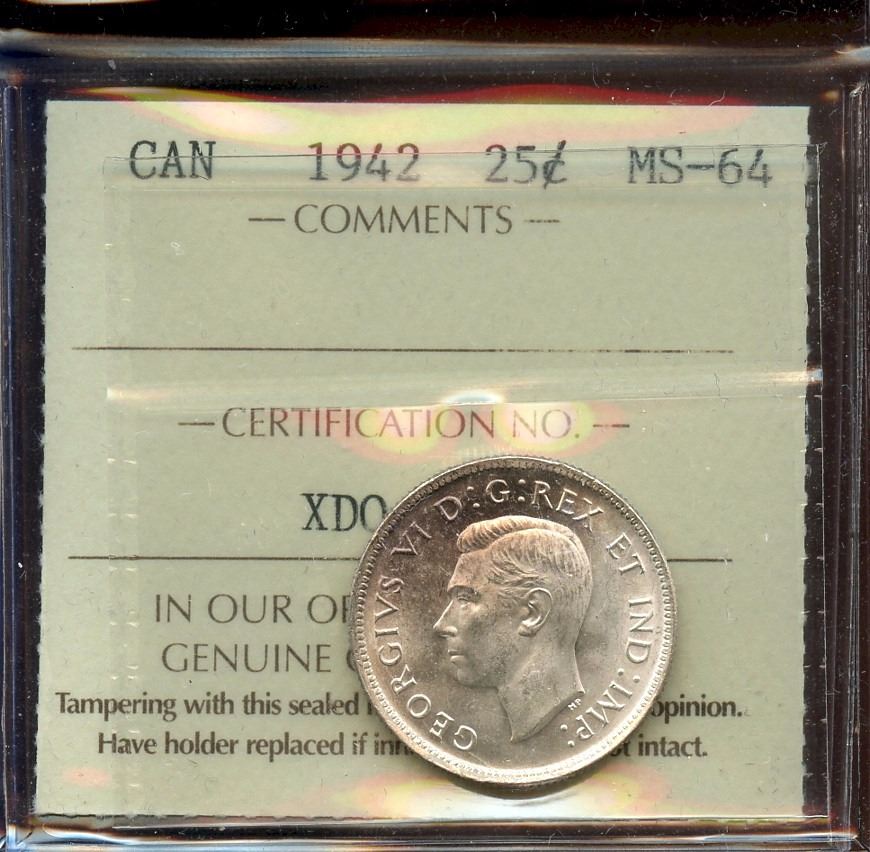 CAN 1942 25¢ MS-64
— COMMENTS —
— CERTIFICATION NO. —
XDO
IN OUR
GENUINE
Tampering with this sealed opinion.
Have holder replaced if intact.
GEORGIVS VI D:G:REX ET IND:IMP:
HP